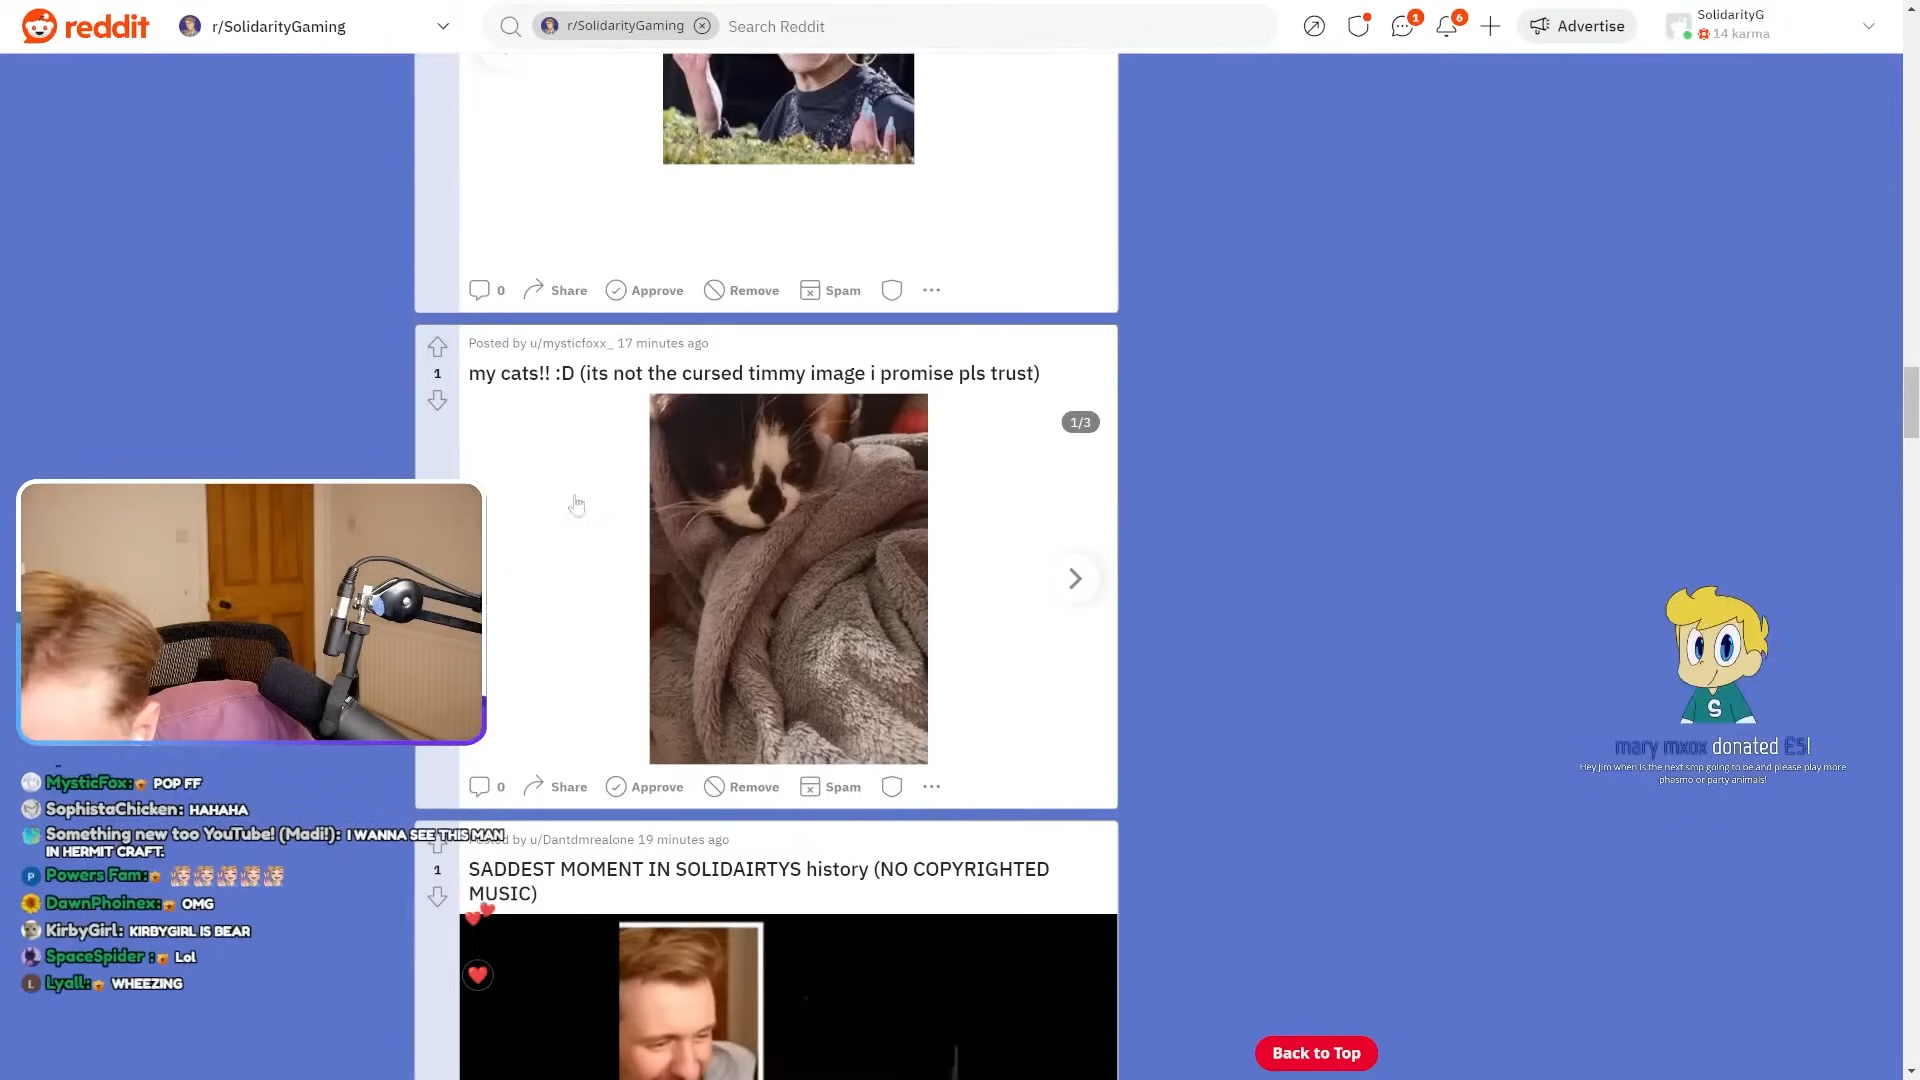 reddit
r/SolidarityGaming
r/SolidarityGaming
Search Reddit
1
6
Advertise
SolidarityG
14 karma
0
Share
Approve
Remove
Spam
Posted by u/mysticfoxx_ 17 minutes ago
1
my cats!! :D (its not the cursed timmy image i promise pls trust)
1/3
0
Share
Approve
Remove
Spam
Posted by u/Dantdmrealone 19 minutes ago
1
SADDEST MOMENT IN SOLIDAIRTYS history (NO COPYRIGHTED
MUSIC)
MysticFox: POP FF
SophistaChicken: HAHAHA
Something new too YouTube! (Madi!): I WANNA SEE THIS MAN
IN HERMIT CRAFT.
P
Powers Fam:
DawnPhoinex: OMG
KirbyGirl: KIRBYGIRL IS BEAR
SpaceSpider : Lol
L
Lyall: WHEEZING
S
mary mxox donated £5!
Hey Jim when is the next smp going to be and please play more
phasmo or party animals!
Back to Top